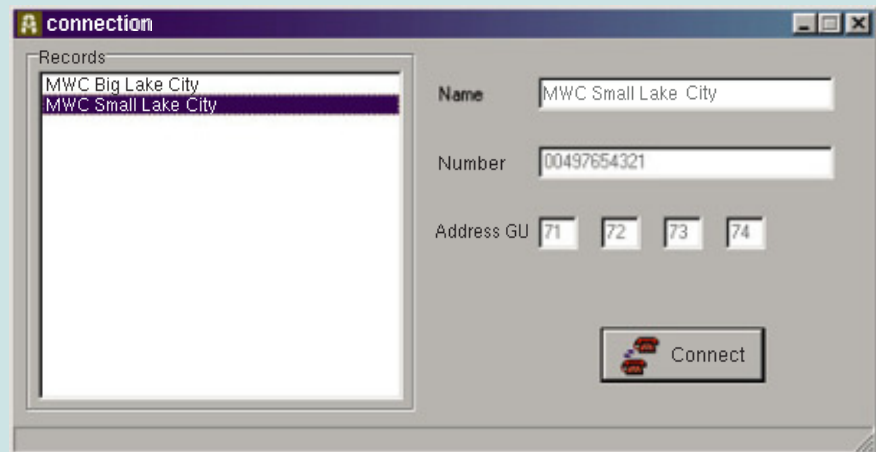 connection
Records
MWC Big Lake City
MWC Small Lake City
Name MWC Small Lake City
Number 00497654321
Address GU 71 72 73 74
Connect